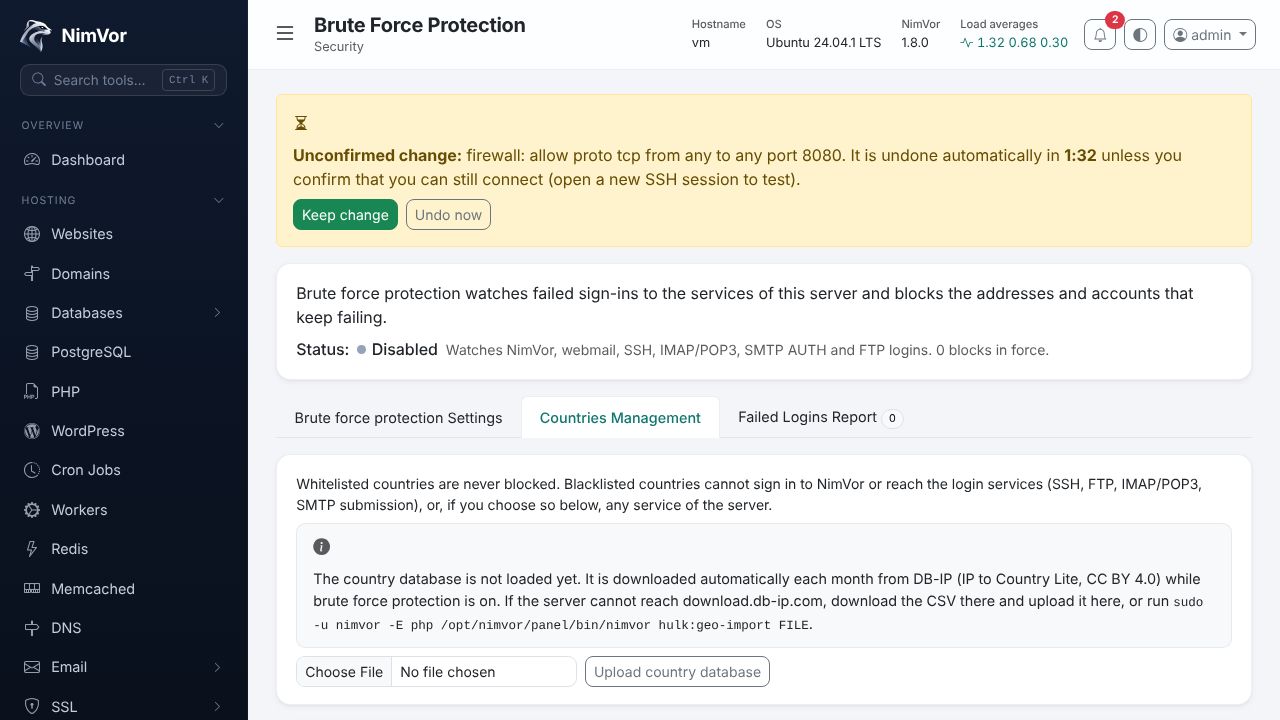 NimVor
Search tools... Ctrl K
OVERVIEW
Dashboard
HOSTING
Websites
Domains
Databases
PostgreSQL
PHP
WordPress
Cron Jobs
Workers
Redis
Memcached
DNS
Email
SSL
Brute Force Protection
Security
Hostname
vm
OS
Ubuntu 24.04.1 LTS
NimVor
1.8.0
Load averages
1.32 0.68 0.30
2
admin
Unconfirmed change: firewall: allow proto tcp from any to any port 8080. It is undone automatically in 1:32 unless you
confirm that you can still connect (open a new SSH session to test).
Keep change Undo now
Brute force protection watches failed sign-ins to the services of this server and blocks the addresses and accounts that
keep failing.
Status: Disabled Watches NimVor, webmail, SSH, IMAP/POP3, SMTP AUTH and FTP logins. 0 blocks in force.
Brute force protection Settings Countries Management Failed Logins Report 0
Whitelisted countries are never blocked. Blacklisted countries cannot sign in to NimVor or reach the login services (SSH, FTP, IMAP/POP3,
SMTP submission), or, if you choose so below, any service of the server.
The country database is not loaded yet. It is downloaded automatically each month from DB-IP (IP to Country Lite, CC BY 4.0) while
brute force protection is on. If the server cannot reach download.db-ip.com, download the CSV there and upload it here, or run sudo
-u nimvor -E php /opt/nimvor/panel/bin/nimvor hulk:geo-import FILE.
Choose File No file chosen Upload country database